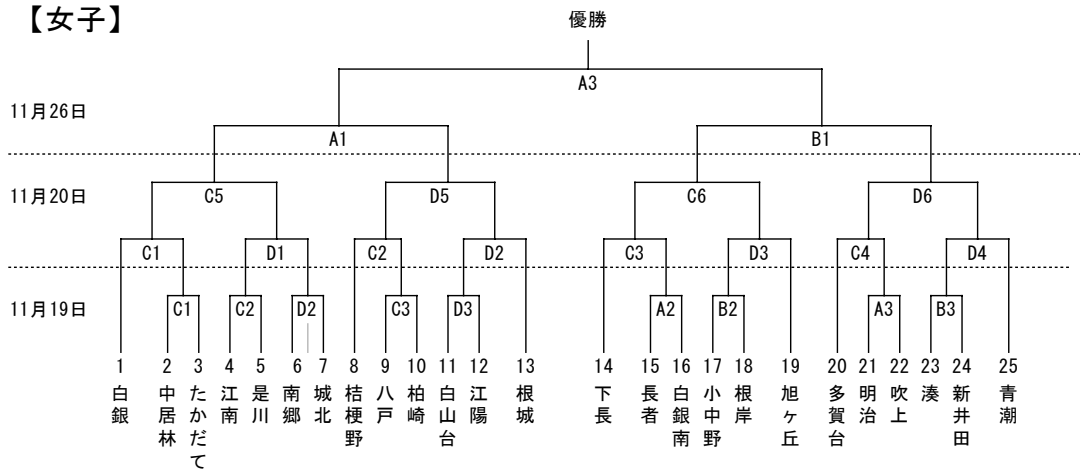 【女子】
優勝
A3
11月26日
A1
B1
11月20日
C5
D5
C6
D6
C1
D1
C2
D2
C3
D3
C4
D4
11月19日
C1
C2
D2
C3
D3
A2
B2
A3
B3
1
2
3
4
5
6
7
8
9
10
11
12
13
14
15
16
17
18
19
20
21
22
23
24
25
白銀
中居林
たかだて
江南
是川
南郷
城北
桔梗野
八戸
柏崎
白山台
江陽
根城
下長
長者
白銀南
小中野
根岸
旭ヶ丘
多賀台
明治
吹上
湊
新井田
青潮